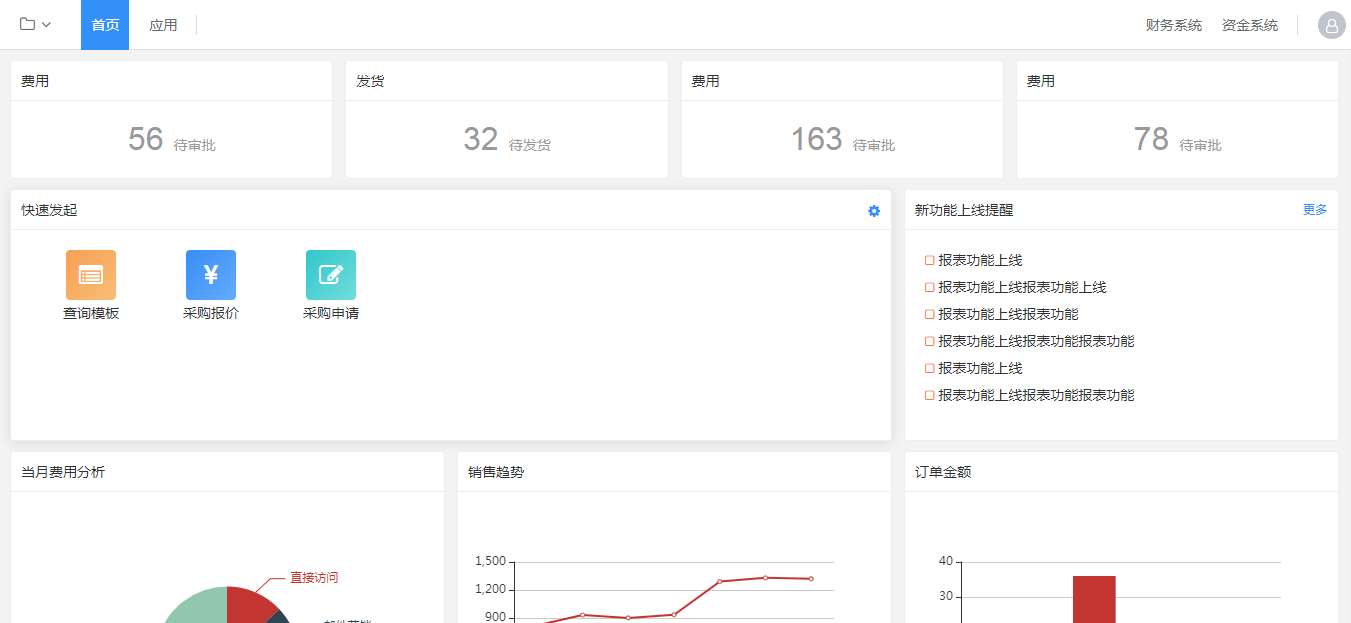 首页 应用 财务系统 资金系统
费用 发货 费用 费用
56 待审批 32 待发货 163 待审批 78 待审批
快速发起
¥
查询模板 采购报价 采购申请
新功能上线提醒 更多
报表功能上线
报表功能上线报表功能上线
报表功能上线报表功能
报表功能上线报表功能报表功能
报表功能上线
报表功能上线报表功能报表功能
当月费用分析
直接访问
销售趋势
1,500
1,200
900
订单金额
40
30